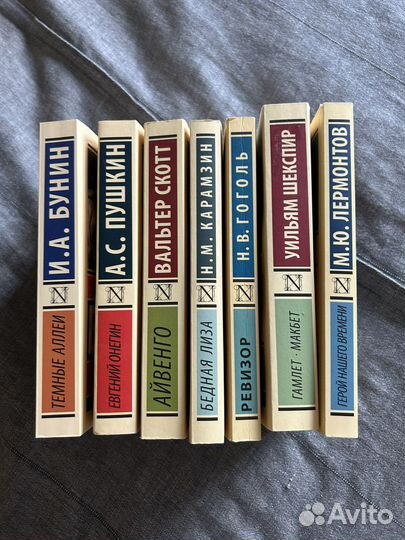 И.А. БУНИН
ТЕМНЫЕ АЛЛЕИ
А.С. ПУШКИН
ЕВГЕНИЙ ОНЕГИН
ВАЛЬТЕР СКОТТ
АЙВЕНГО
Н.М. КАРАМЗИН
БЕДНАЯ ЛИЗА
Н.В. ГОГОЛЬ
РЕВИЗОР
УИЛЬЯМ ШЕКСПИР
ГАМЛЕТ · МАКБЕТ
М.Ю. ЛЕРМОНТОВ
ГЕРОЙ НАШЕГО ВРЕМЕНИ
Avito